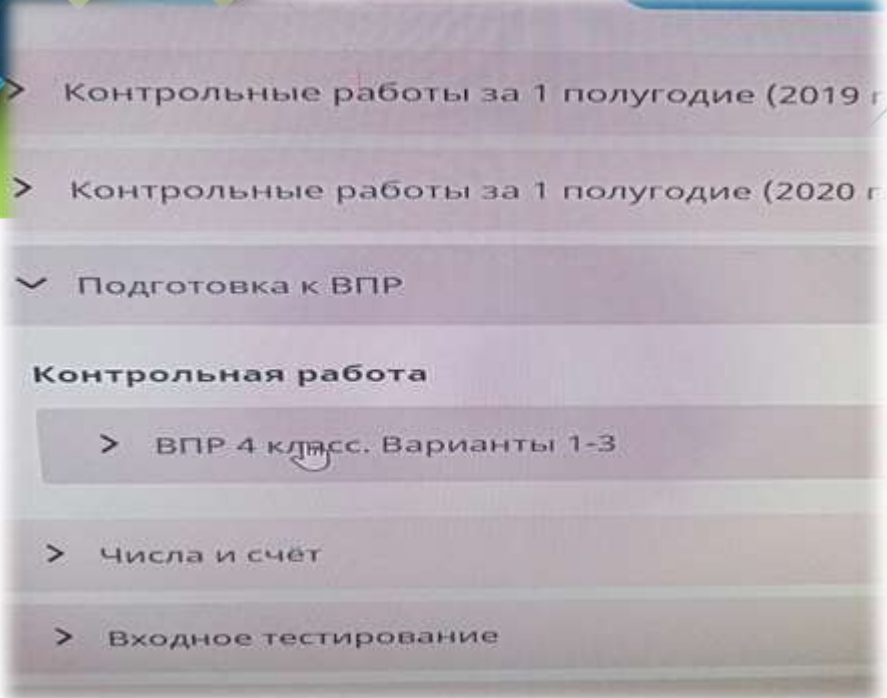 Контрольные работы за 1 полугодие (2019 г
Контрольные работы за 1 полугодие (2020 г
Подготовка к ВПР
Контрольная работа
ВПР 4 класс. Варианты 1-3
Числа и счёт
Входное тестирование